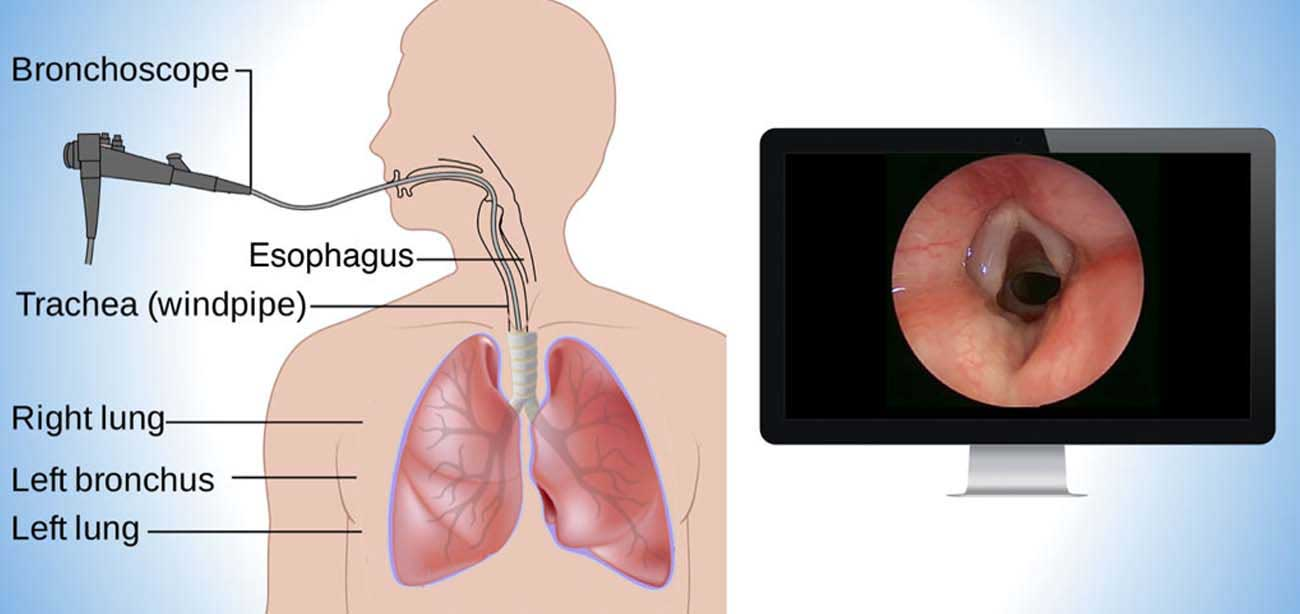 Bronchoscope
Esophagus
Trachea (windpipe)
Right lung
Left bronchus
Left lung